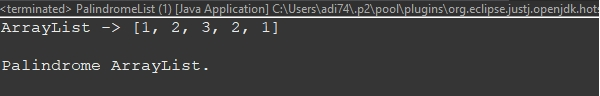 <terminated> PalindromeList (1) [Java Application] C:\Users\adi74\.p2\pool\plugins\org.eclipse.justj.openjdk.hots
ArrayList -> [1, 2, 3, 2, 1]
Palindrome ArrayList.